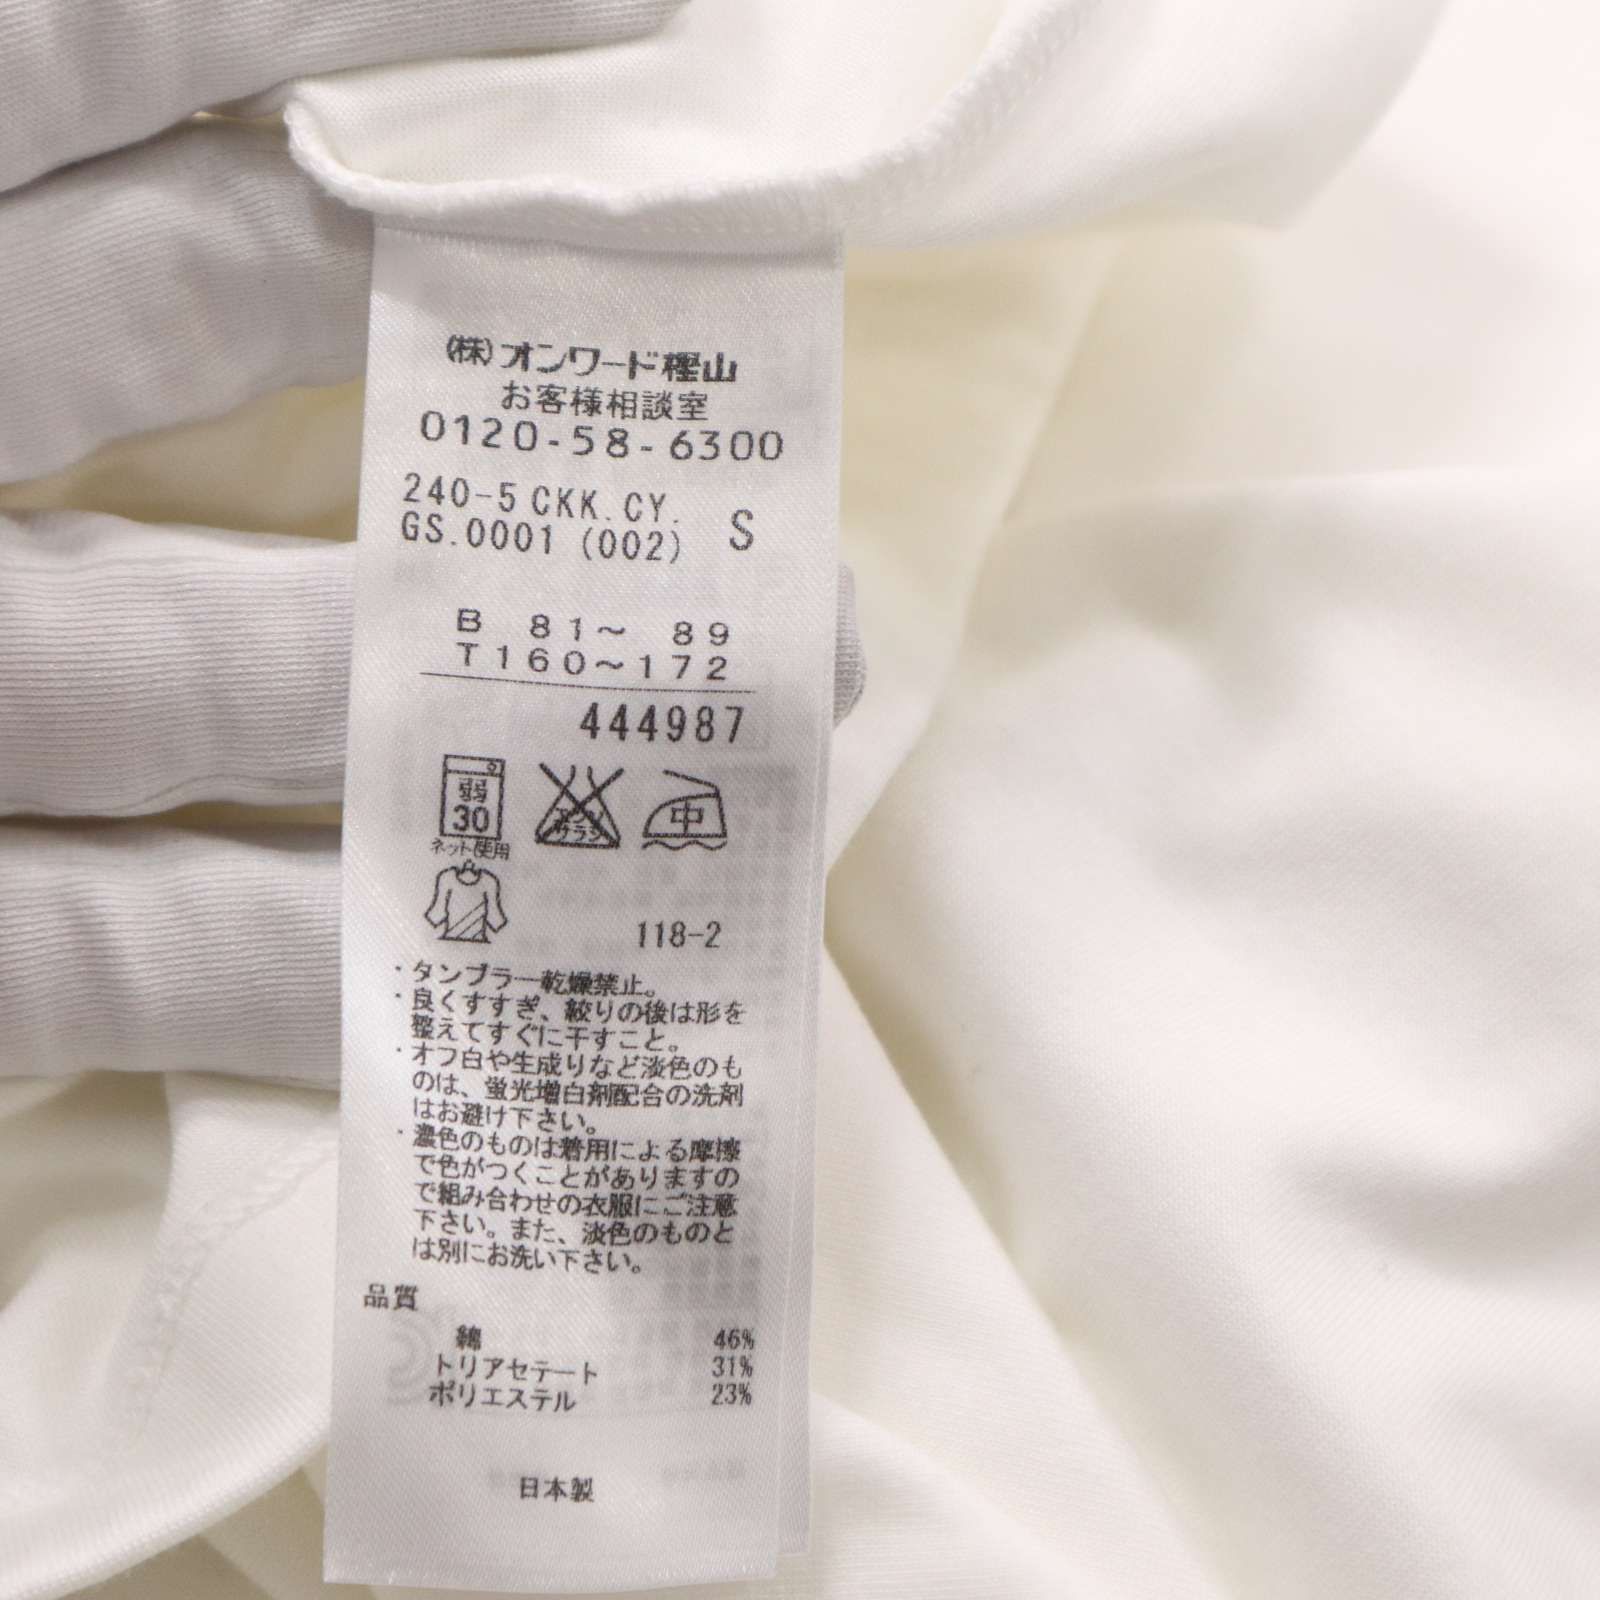 (株)オンワード樫山
お客様相談室
0120-58-6300
240-5 CKK.CY. S
GS.0001 (002)
B 81～ 89
T160～172
444987
弱
30
ネット使用
エンソ
サラシ
中
118-2
・タンブラー乾燥禁止。
・良くすすぎ、絞りの後は形を
整えてすぐに干すこと。
・オフ白や生成りなど淡色のも
のは、蛍光増白剤配合の洗剤
はお避け下さい。
・濃色のものは着用による摩擦
で色がつくことがありますの
で組み合わせの衣服にご注意
下さい。また、淡色のものと
は別にお洗い下さい。
品質
綿 46%
トリアセテート 31%
ポリエステル 23%
日本製